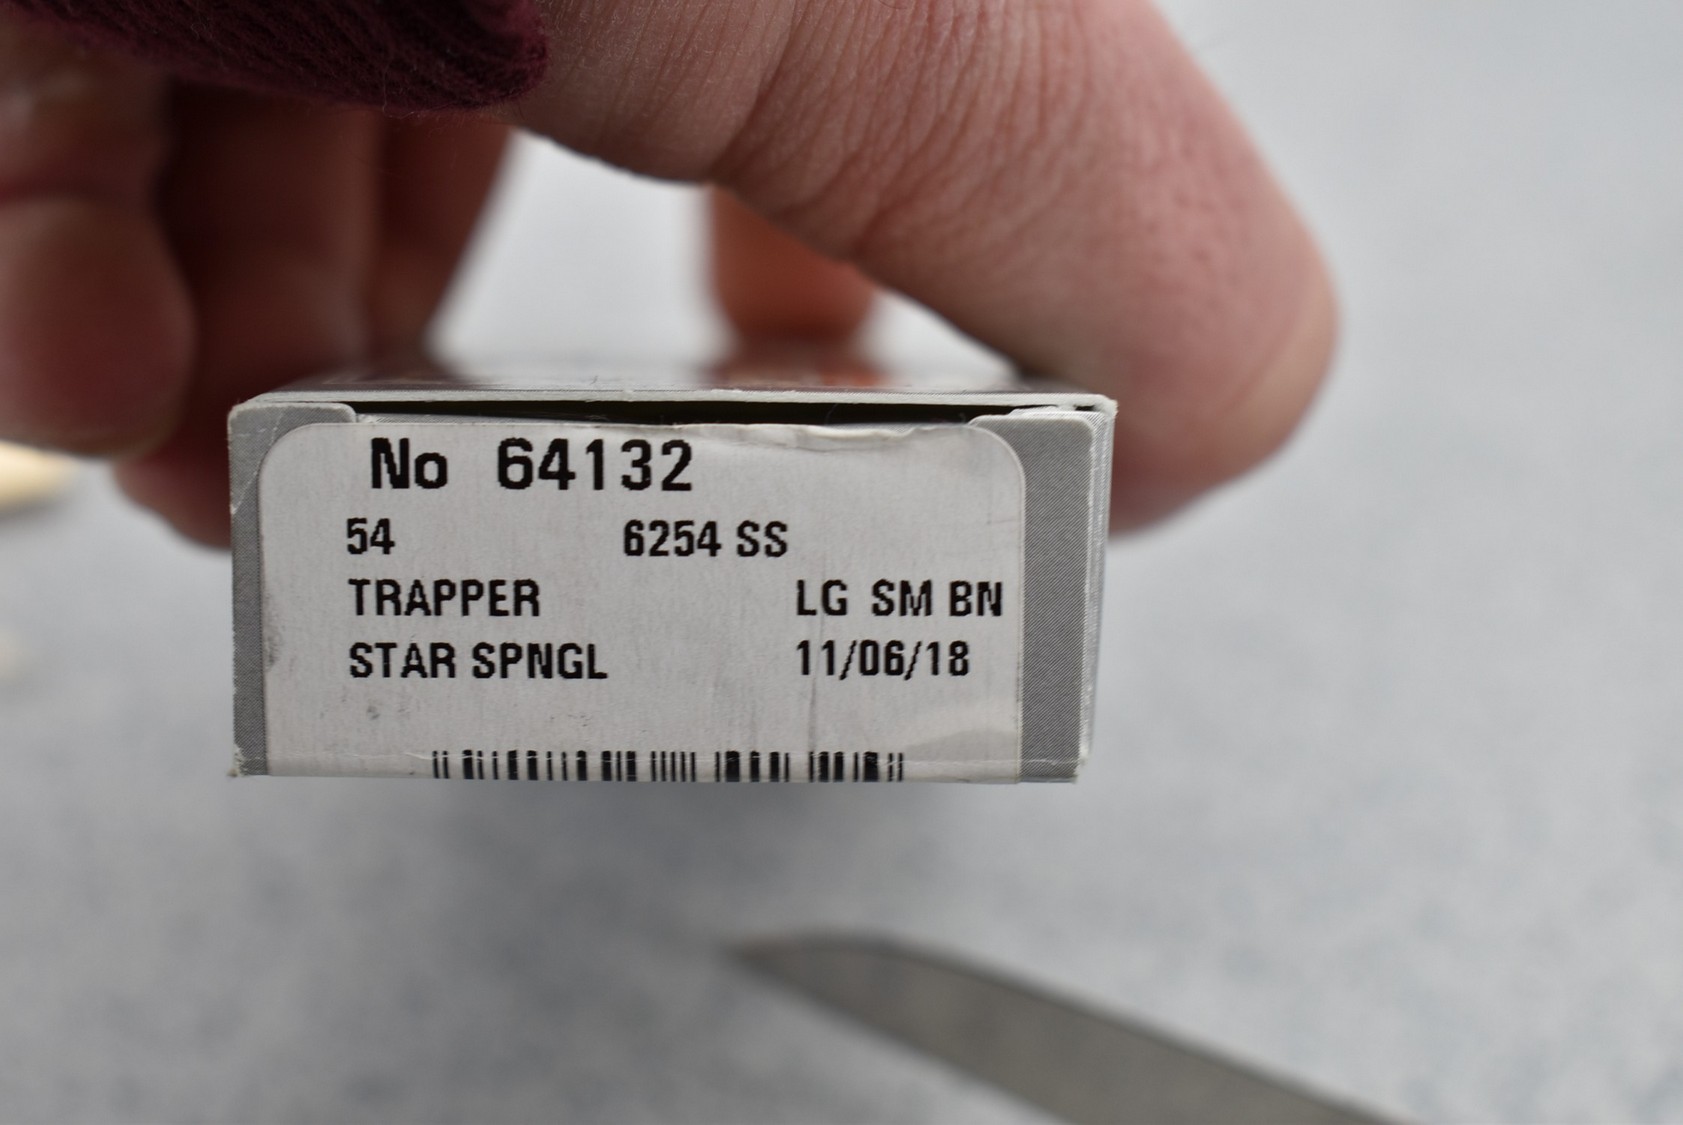 No 64132
54 6254 SS
TRAPPER LG SM BN
STAR SPNGL 11/06/18